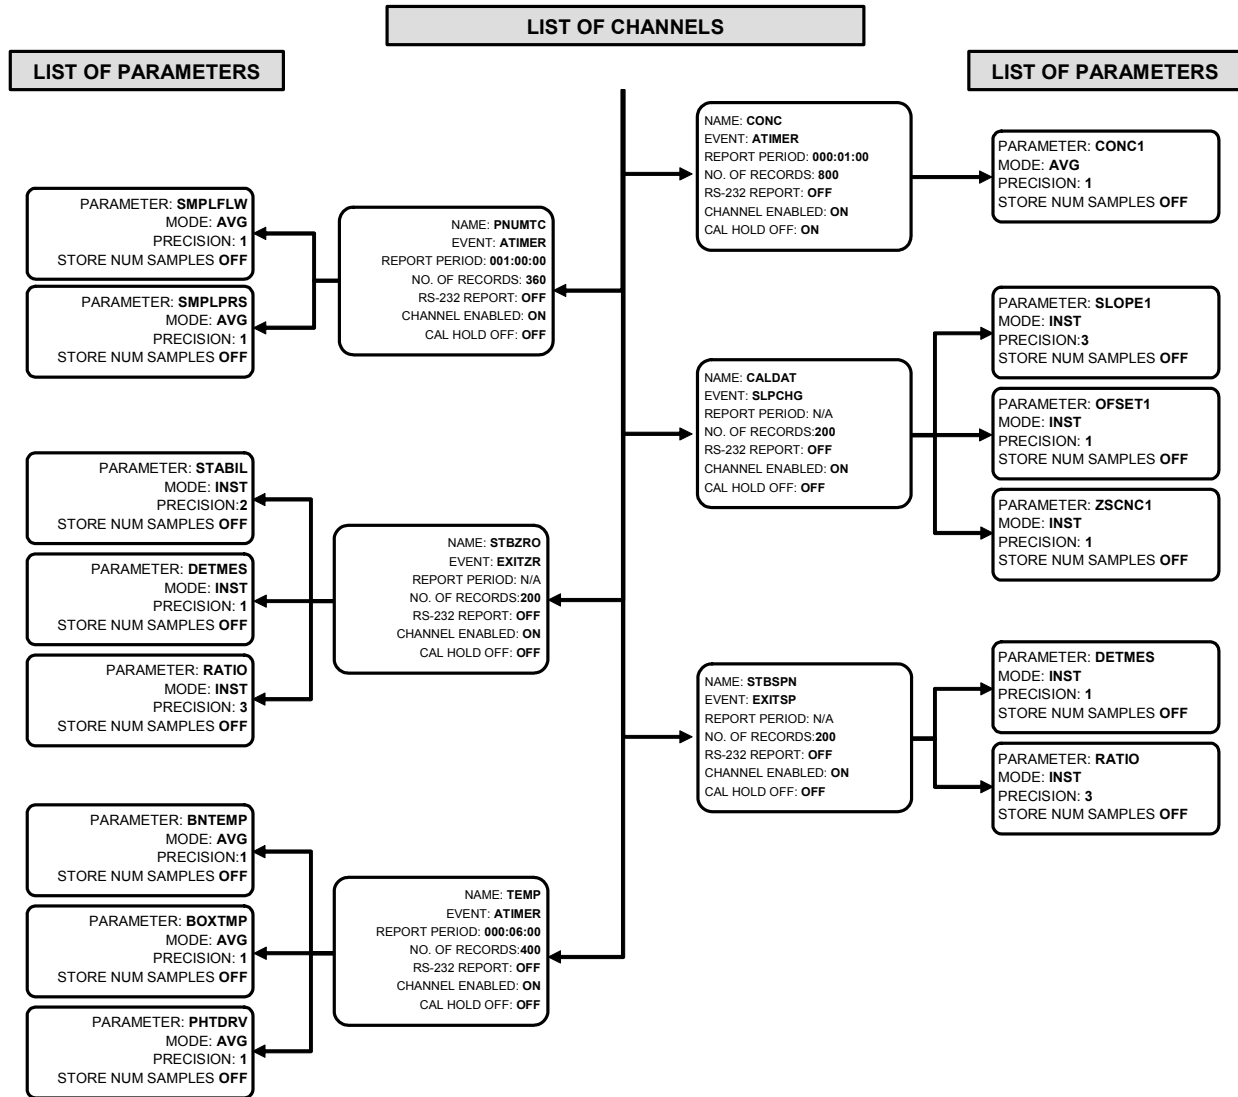 LIST OF CHANNELS
LIST OF PARAMETERS
LIST OF PARAMETERS
PARAMETER: SMPLFLW
MODE: AVG
PRECISION: 1
STORE NUM SAMPLES OFF
PARAMETER: SMPLPRS
MODE: AVG
PRECISION: 1
STORE NUM SAMPLES OFF
NAME: PNUMTC
EVENT: ATIMER
REPORT PERIOD: 001:00:00
NO. OF RECORDS: 360
RS-232 REPORT: OFF
CHANNEL ENABLED: ON
CAL HOLD OFF: OFF
PARAMETER: STABIL
MODE: INST
PRECISION:2
STORE NUM SAMPLES OFF
PARAMETER: DETMES
MODE: INST
PRECISION: 1
STORE NUM SAMPLES OFF
PARAMETER: RATIO
MODE: INST
PRECISION: 3
STORE NUM SAMPLES OFF
NAME: STBZRO
EVENT: EXITZR
REPORT PERIOD: N/A
NO. OF RECORDS:200
RS-232 REPORT: OFF
CHANNEL ENABLED: ON
CAL HOLD OFF: OFF
PARAMETER: BNTEMP
MODE: AVG
PRECISION:1
STORE NUM SAMPLES OFF
PARAMETER: BOXTMP
MODE: AVG
PRECISION: 1
STORE NUM SAMPLES OFF
PARAMETER: PHTDRV
MODE: AVG
PRECISION: 1
STORE NUM SAMPLES OFF
NAME: TEMP
EVENT: ATIMER
REPORT PERIOD: 000:06:00
NO. OF RECORDS:400
RS-232 REPORT: OFF
CHANNEL ENABLED: ON
CAL HOLD OFF: OFF
NAME: CONC
EVENT: ATIMER
REPORT PERIOD: 000:01:00
NO. OF RECORDS: 800
RS-232 REPORT: OFF
CHANNEL ENABLED: ON
CAL HOLD OFF: ON
PARAMETER: CONC1
MODE: AVG
PRECISION: 1
STORE NUM SAMPLES OFF
NAME: CALDAT
EVENT: SLPCHG
REPORT PERIOD: N/A
NO. OF RECORDS:200
RS-232 REPORT: OFF
CHANNEL ENABLED: ON
CAL HOLD OFF: OFF
PARAMETER: SLOPE1
MODE: INST
PRECISION:3
STORE NUM SAMPLES OFF
PARAMETER: OFSET1
MODE: INST
PRECISION: 1
STORE NUM SAMPLES OFF
PARAMETER: ZSCNC1
MODE: INST
PRECISION: 1
STORE NUM SAMPLES OFF
NAME: STBSPN
EVENT: EXITSP
REPORT PERIOD: N/A
NO. OF RECORDS:200
RS-232 REPORT: OFF
CHANNEL ENABLED: ON
CAL HOLD OFF: OFF
PARAMETER: DETMES
MODE: INST
PRECISION: 1
STORE NUM SAMPLES OFF
PARAMETER: RATIO
MODE: INST
PRECISION: 3
STORE NUM SAMPLES OFF